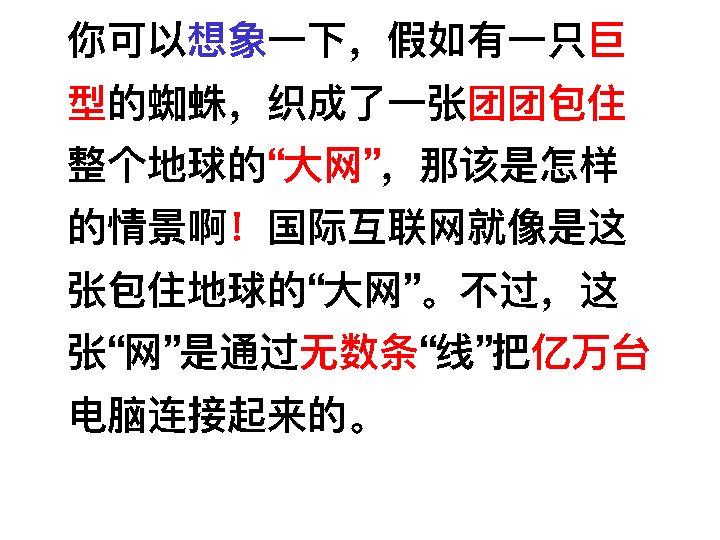 你可以想象一下，假如有一只巨
型的蜘蛛，织成了一张团团包住
整个地球的“大网”，那该是怎样
的情景啊！国际互联网就像是这
张包住地球的“大网”。不过，这
张“网”是通过无数条“线”把亿万台
电脑连接起来的。